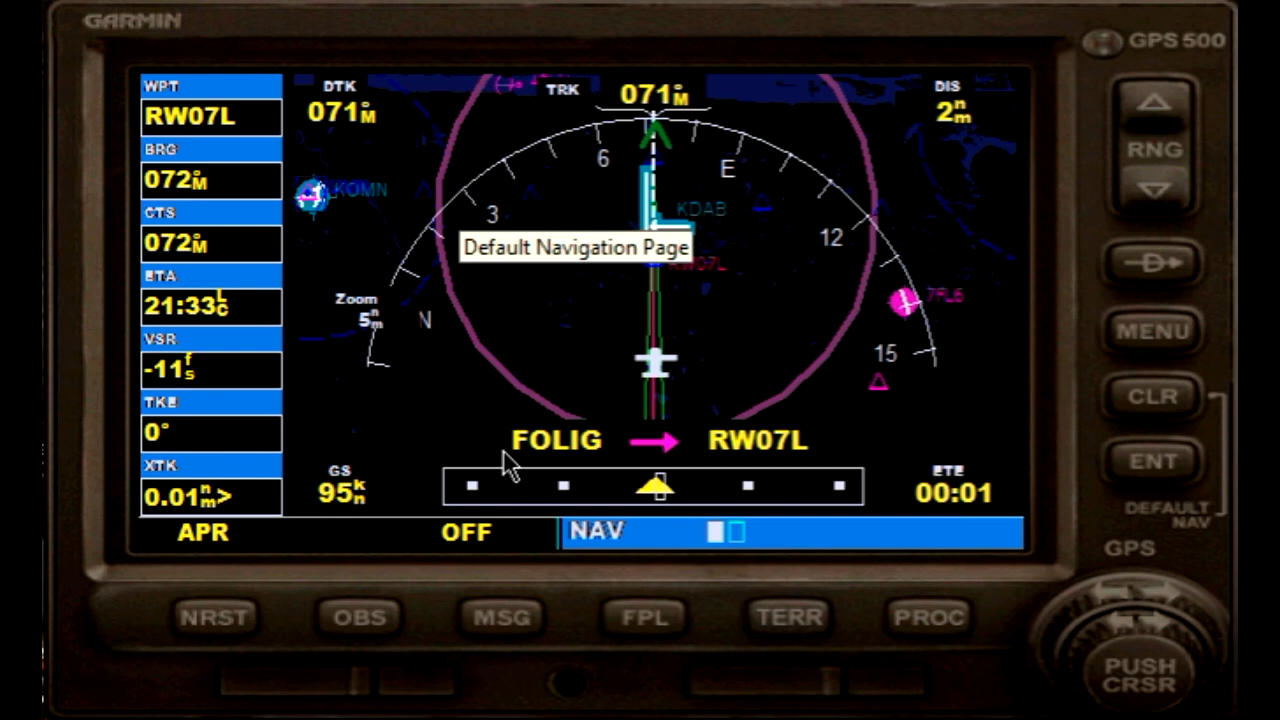 GARMIN
GPS 500
WPT
RW07L
BRG
072°M
CTS
072°M
ETA
21:33LC
VSR
-11fs
TKE
0°
XTK
0.01nm>
DTK
071°M
TRK
071°M
DIS
2nm
KOMN
6
E
3
KDAB
12
Default Navigation Page
RW07L
Zoom
5nm
N
7FL6
15
FOLIG
RW07L
GS
95kn
ETE
00:01
APR
OFF
NAV
RNG
D
MENU
CLR
ENT
DEFAULT
NAV
GPS
NRST
OBS
MSG
FPL
TERR
PROC
PUSH
CRSR